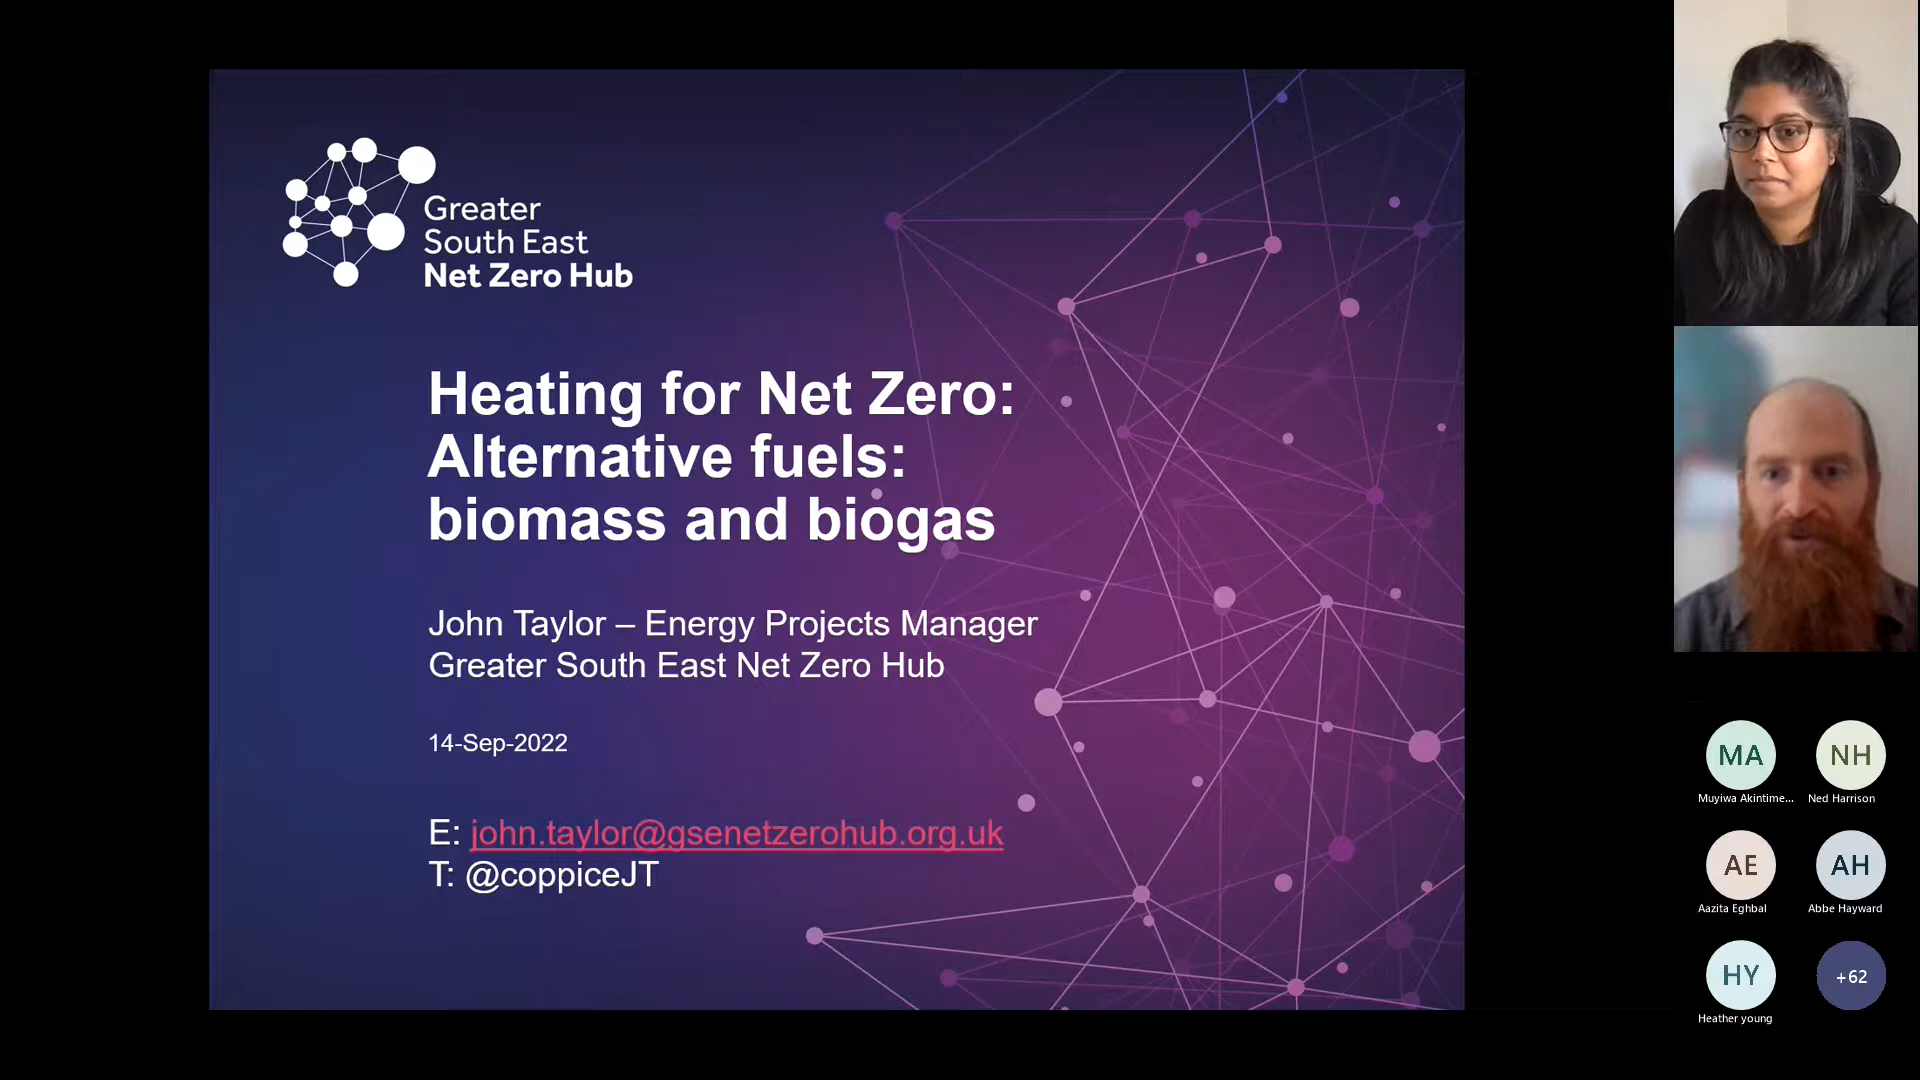 Greater
South East
Net Zero Hub
Heating for Net Zero:
Alternative fuels:
biomass and biogas
John Taylor – Energy Projects Manager
Greater South East Net Zero Hub
14-Sep-2022
E: john.taylor@gsenetzerohub.org.uk
T: @coppiceJT
MA
Muyiwa Akintime...
NH
Ned Harrison
AE
Aazita Eghbal
AH
Abbe Hayward
HY
Heather young
+62